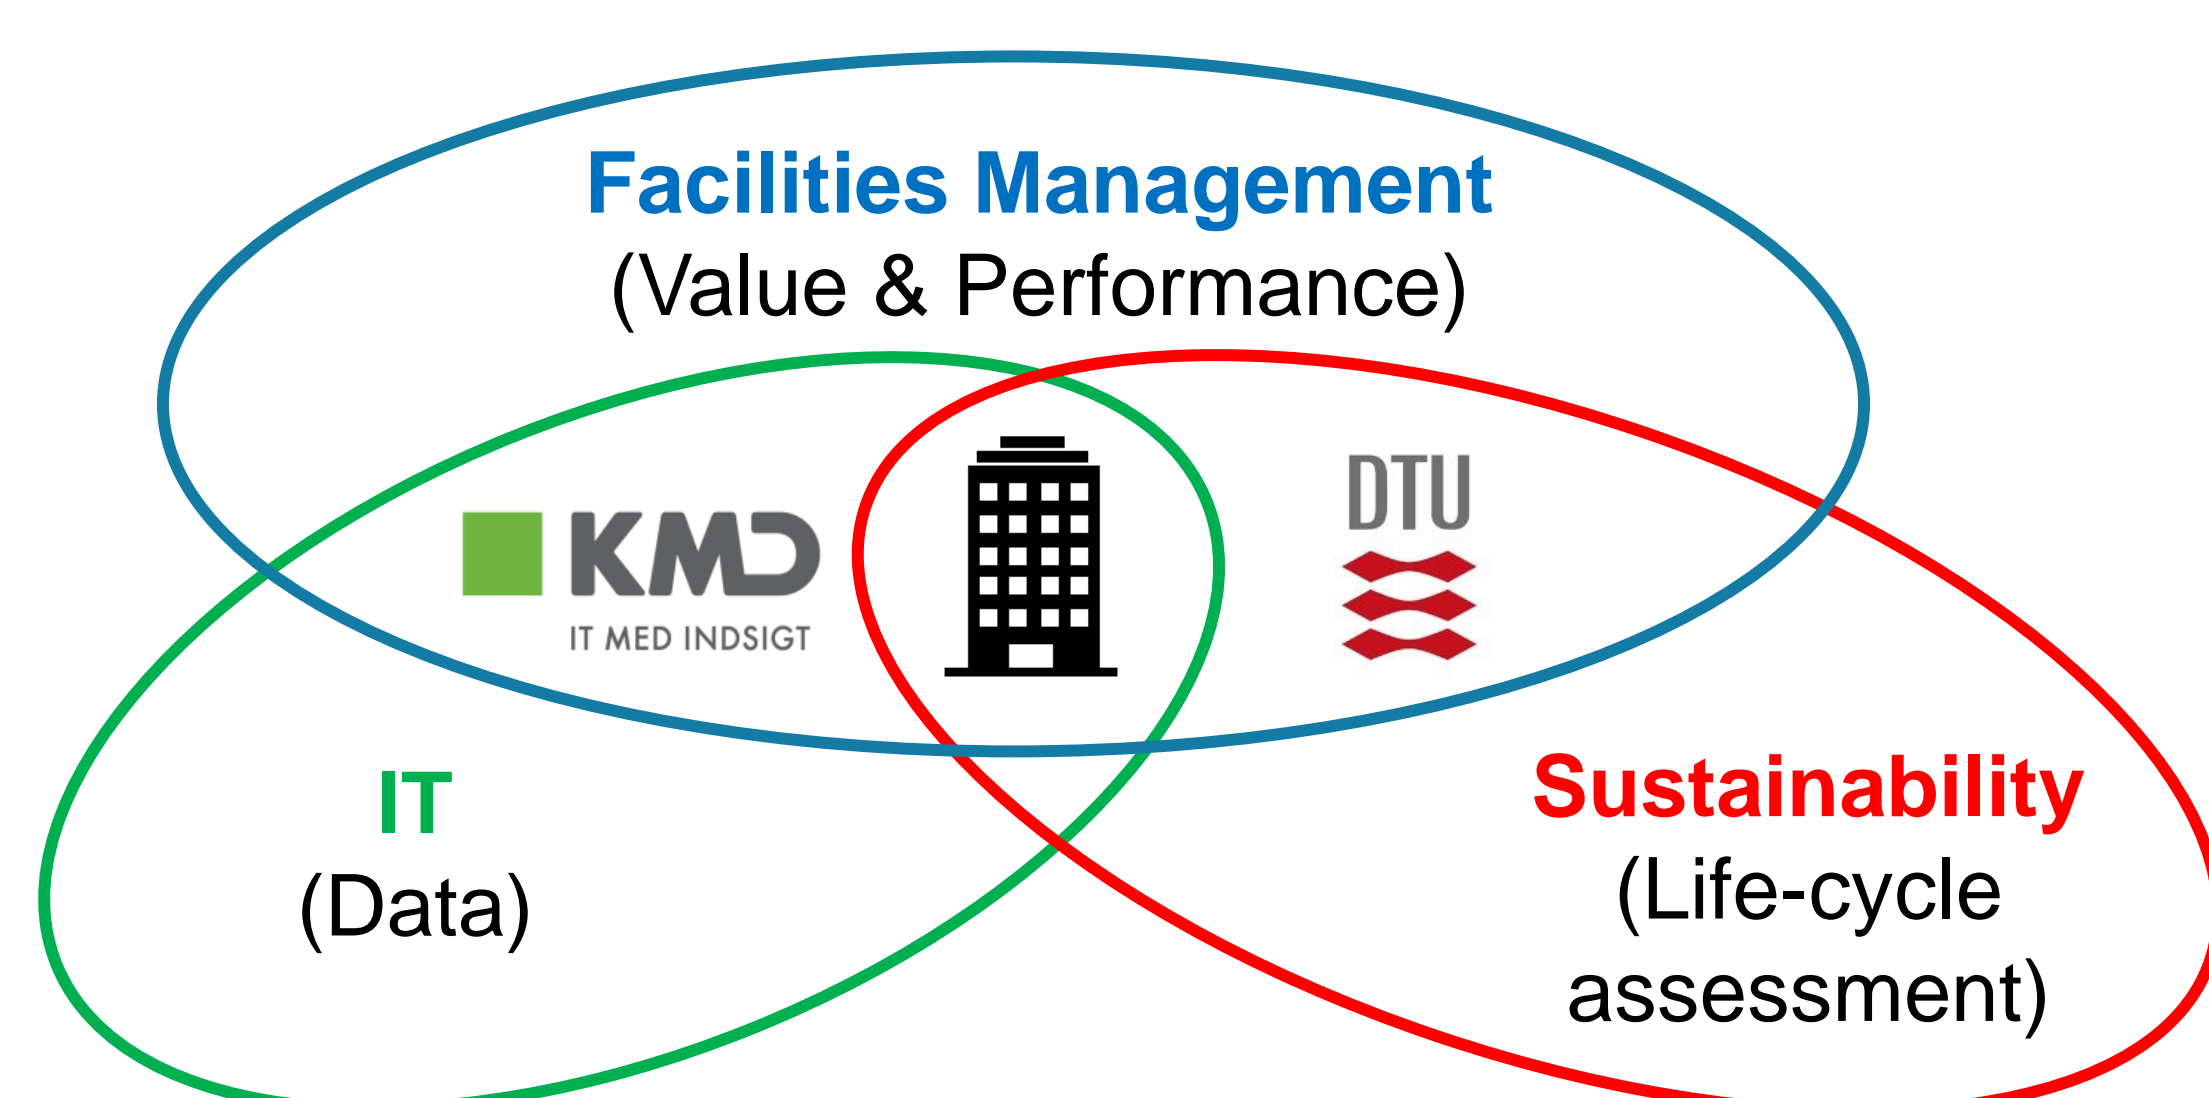 Facilities Management
(Value & Performance)
KMD
IT MED INDSIGT
DTU
IT
(Data)
Sustainability
(Life-cycle
assessment)